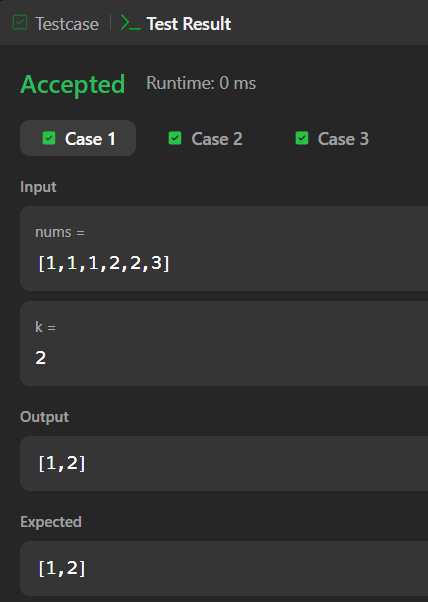 Testcase | >_ Test Result
Accepted Runtime: 0 ms
Case 1 Case 2 Case 3
Input
nums =
[1,1,1,2,2,3]
k =
2
Output
[1,2]
Expected
[1,2]